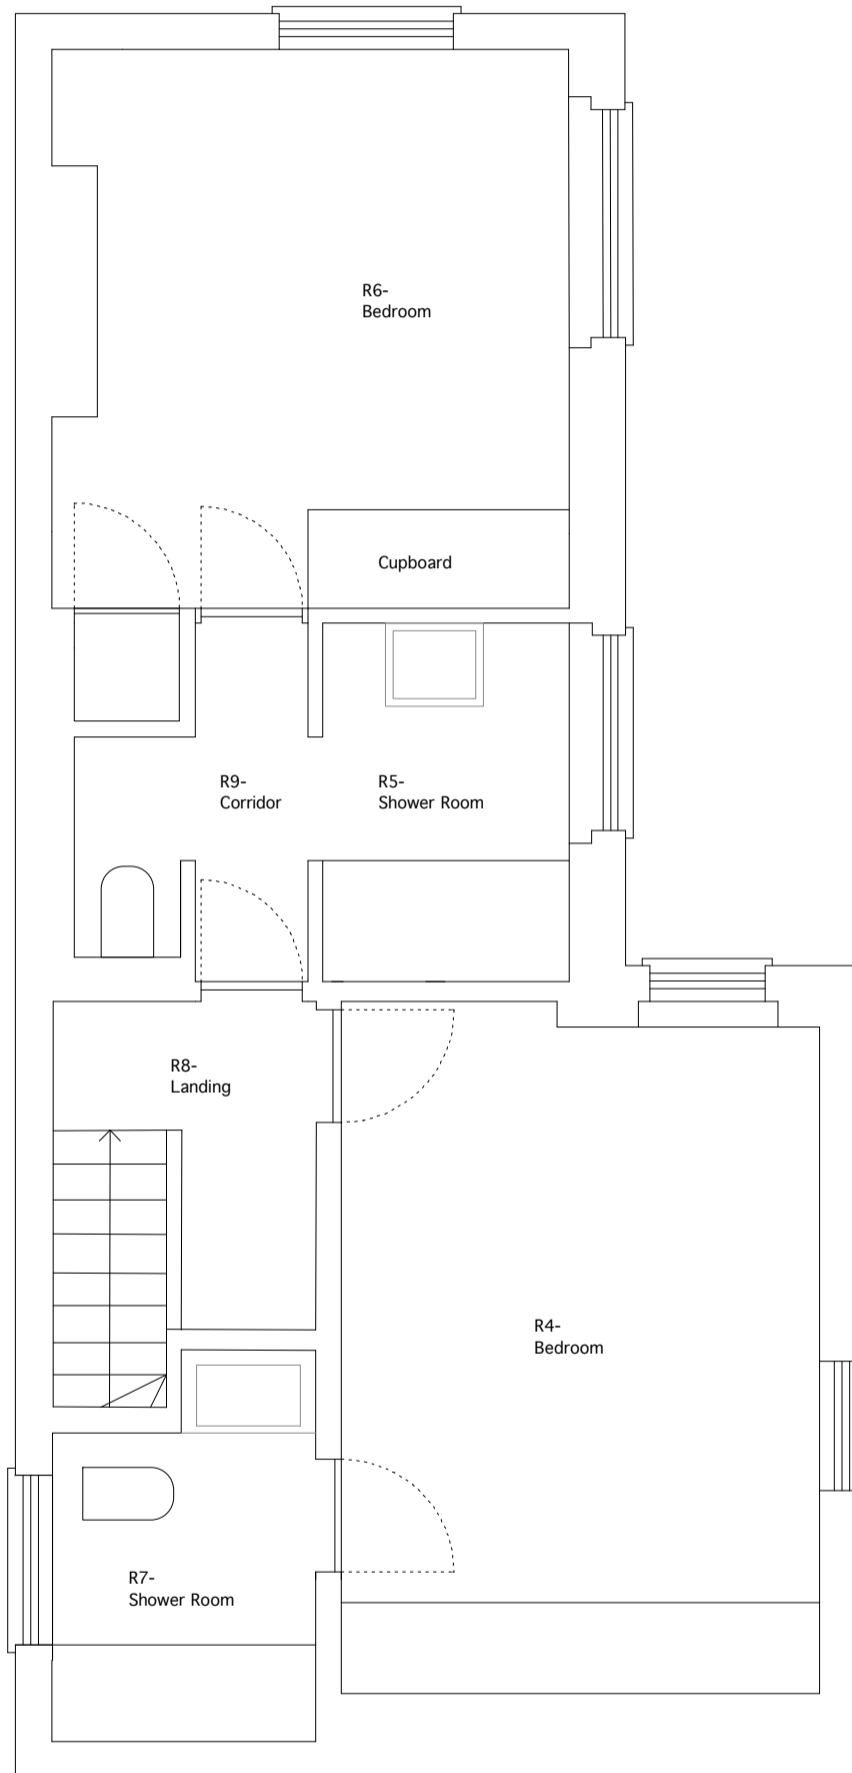 R6-
Bedroom
Cupboard
R9-
Corridor
R5-
Shower Room
R8-
Landing
R4-
Bedroom
R7-
Shower Room